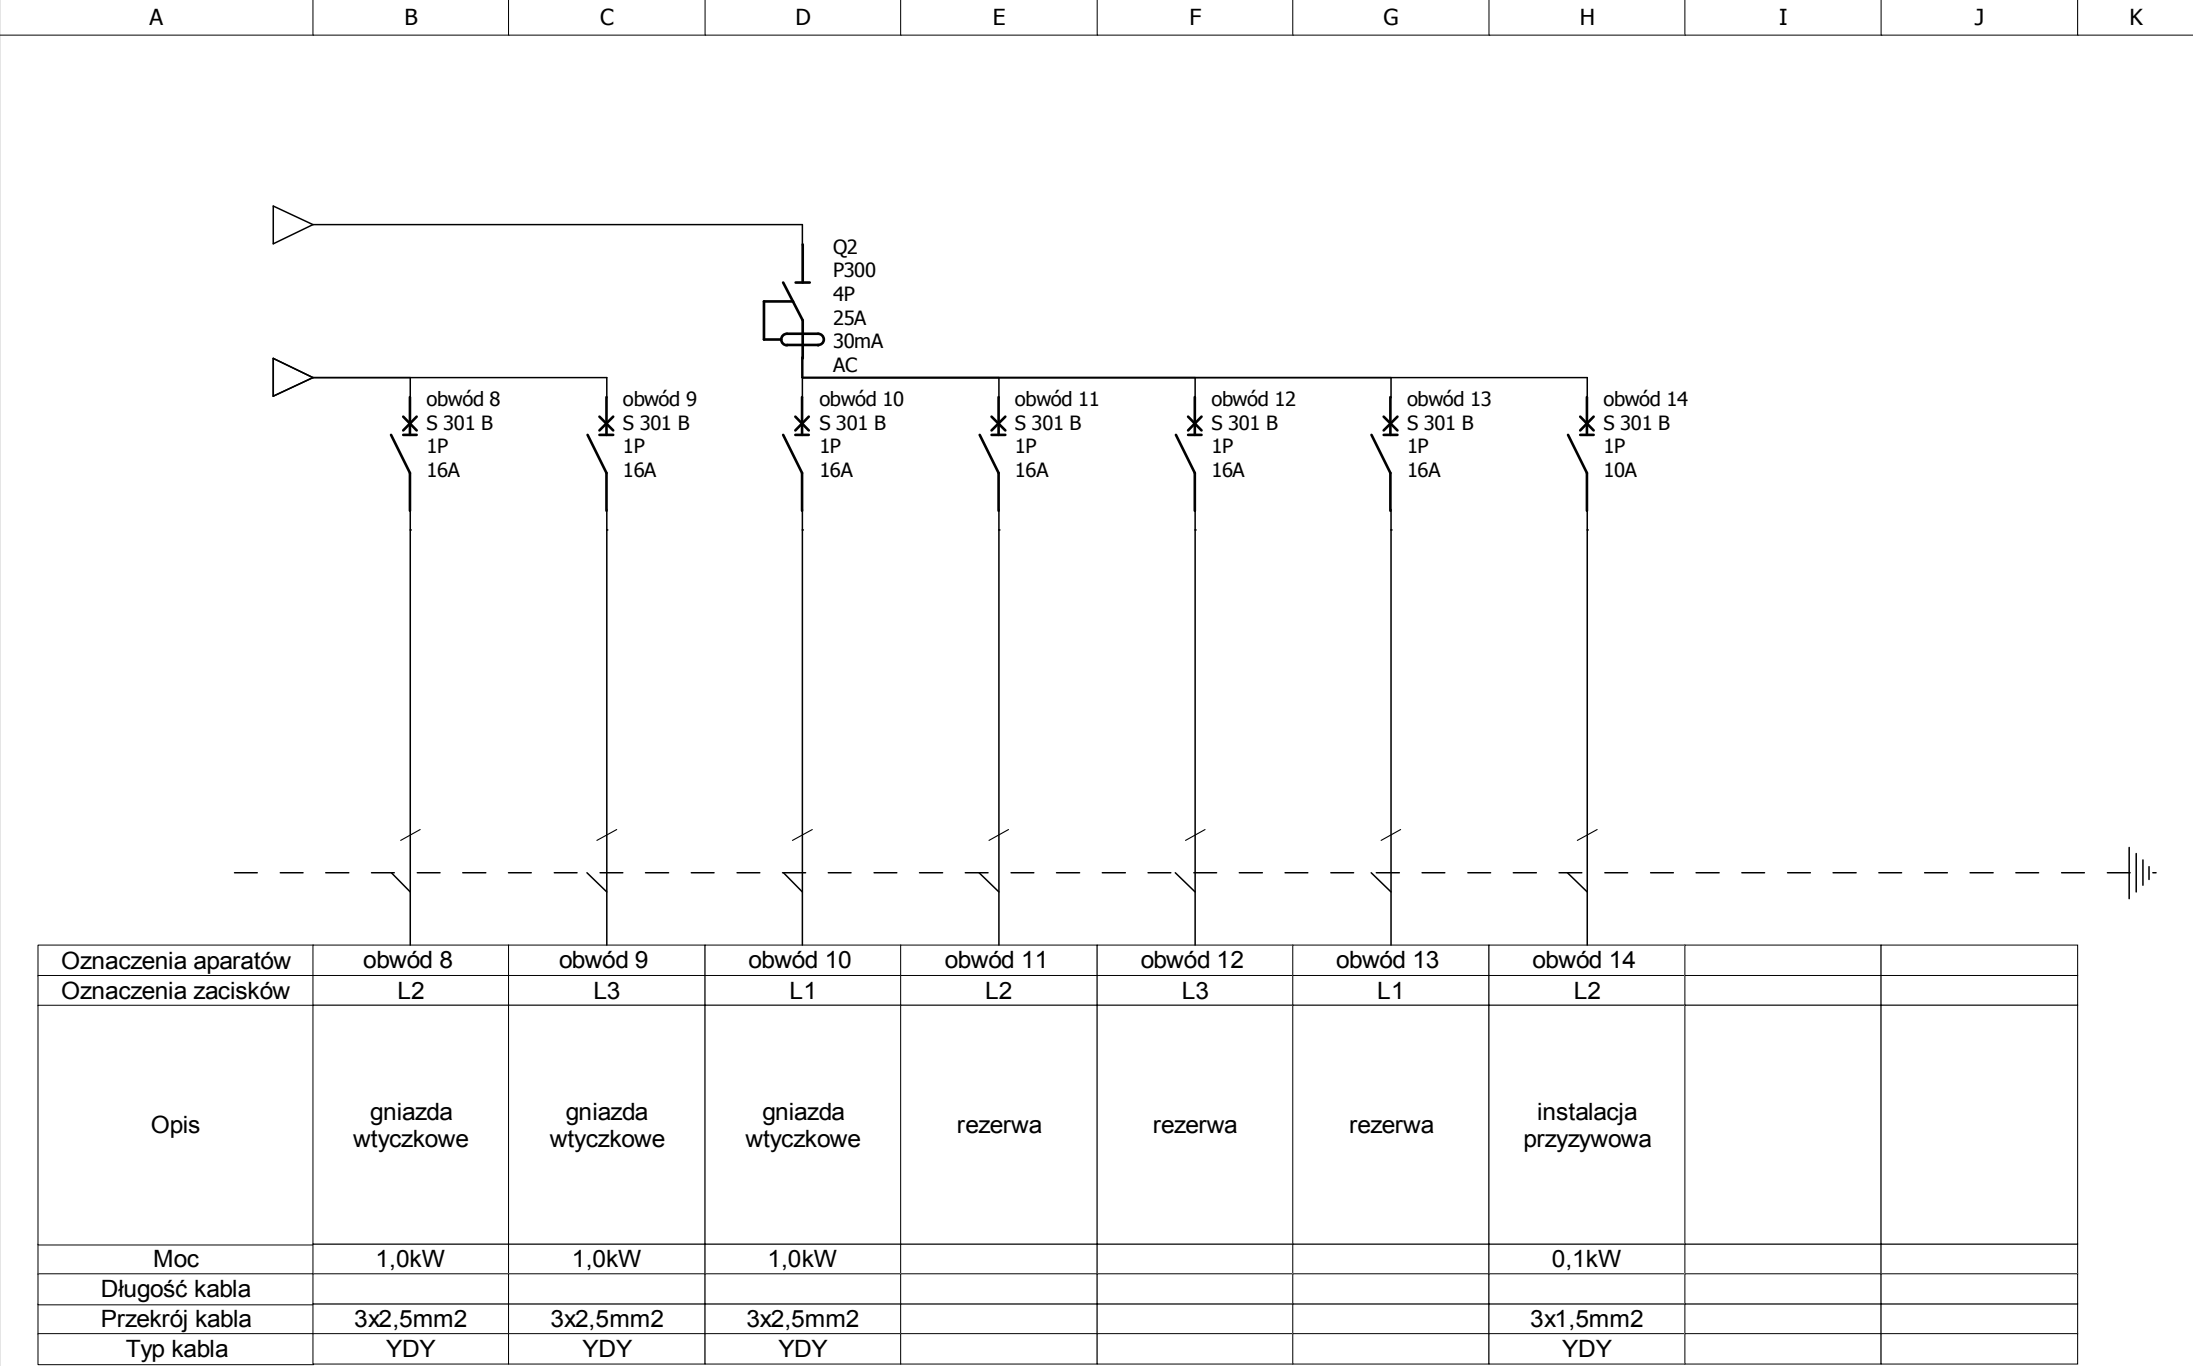 A B C D E F G H I J K
Q2
P300
4P
25A
30mA
AC
obwód 8
S 301 B
1P
16A
obwód 9
S 301 B
1P
16A
obwód 10
S 301 B
1P
16A
obwód 11
S 301 B
1P
16A
obwód 12
S 301 B
1P
16A
obwód 13
S 301 B
1P
16A
obwód 14
S 301 B
1P
10A
Oznaczenia aparatów obwód 8 obwód 9 obwód 10 obwód 11 obwód 12 obwód 13 obwód 14
Oznaczenia zacisków L2 L3 L1 L2 L3 L1 L2
Opis
gniazda
wtyczkowe
gniazda
wtyczkowe
gniazda
wtyczkowe
rezerwa
rezerwa
rezerwa
instalacja
przyzywowa
Moc 1,0kW 1,0kW 1,0kW 0,1kW
Długość kabla
Przekrój kabla 3x2,5mm2 3x2,5mm2 3x2,5mm2 3x1,5mm2
Typ kabla YDY YDY YDY YDY